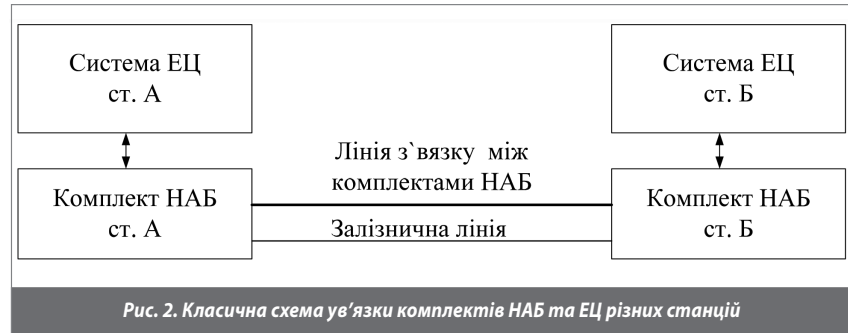 Система ЕЦ
ст. А
Система ЕЦ
ст. Б
Лінія з`вязку між
комплектами НАБ
Комплект НАБ
ст. А
Залізнична лінія
Комплект НАБ
ст. Б
Рис. 2. Класична схема ув’язки комплектів НАБ та ЕЦ різних станцій